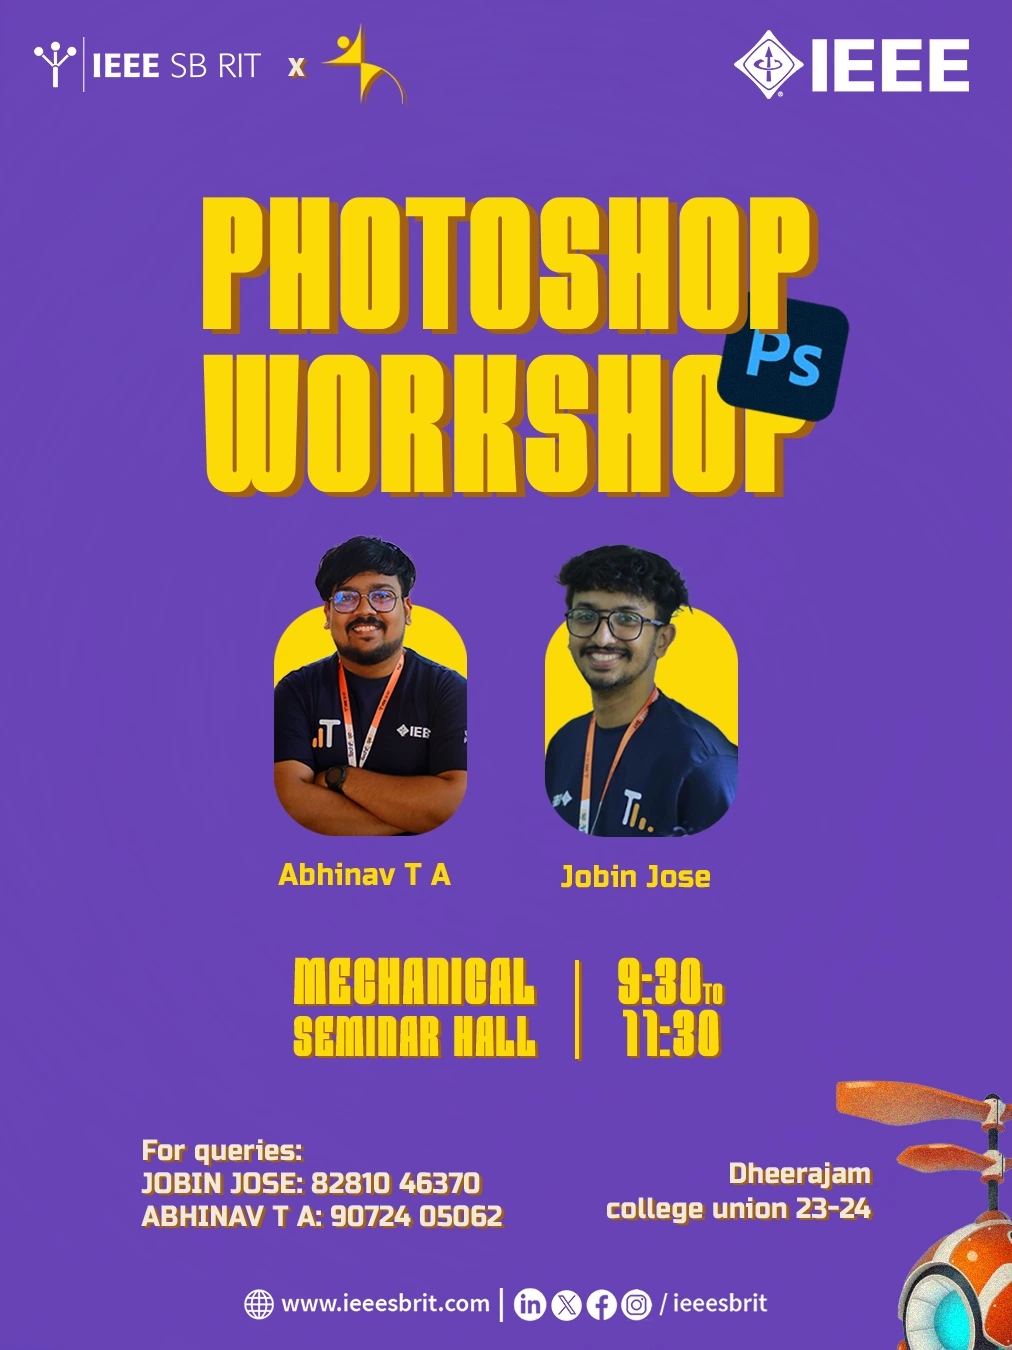 IEEE SB RIT X
IEEE
PHOTOSHOP
Ps
WORKSHOP
Abhinav T A
Jobin Jose
MECHANICAL
SEMINAR HALL
9:30 TO
11:30
For queries:
JOBIN JOSE: 82810 46370
ABHINAV T A: 90724 05062
Dheerajam
college union 23-24
www.ieeesbrit.com | in X f / ieeesbrit